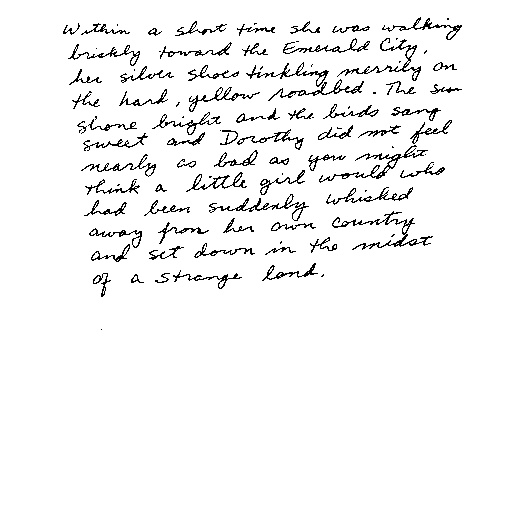 Within a short time she was walking
briskly toward the Emerald City,
her silver shoes tinkling merrily on
the hard, yellow roadbed. The sun
shone bright and the birds sang
sweet and Dorothy did not feel
nearly as bad as you might
think a little girl would who
had been suddenly whisked
away from her own country
and set down in the midst
of a strange land.